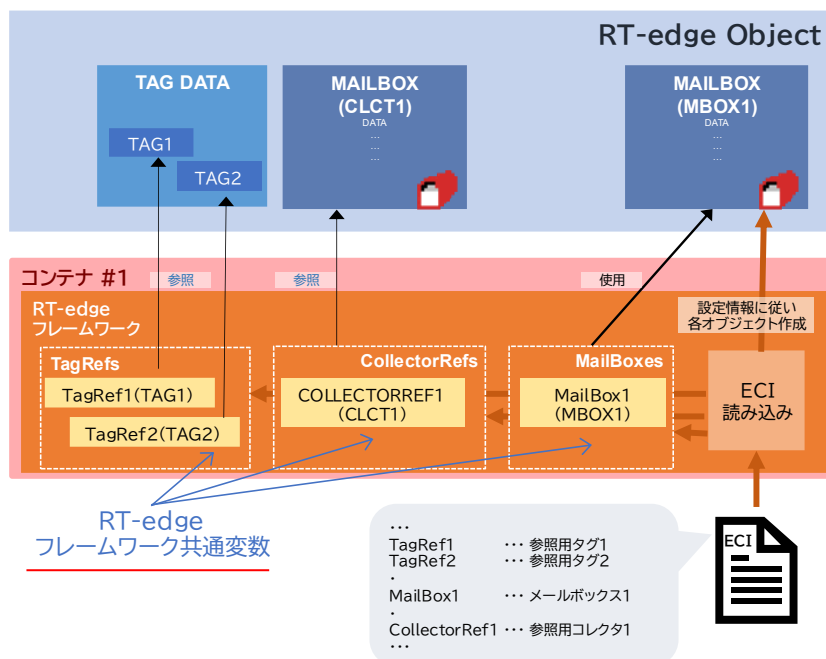 RT-edge Object
TAG DATA
TAG1
TAG2
MAILBOX
(CLCT1)
DATA
...
...
...
MAILBOX
(MBOX1)
DATA
...
...
...
コンテナ #1
参照
参照
使用
RT-edge
フレームワーク
設定情報に従い
各オブジェクト作成
TagRefs
TagRef1(TAG1)
TagRef2(TAG2)
CollectorRefs
COLLECTORREF1
(CLCT1)
MailBoxes
MailBox1
(MBOX1)
ECI
読み込み
RT-edge
フレームワーク共通変数
...
TagRef1 ・・・ 参照用タグ1
TagRef2 ・・・ 参照用タグ2
・
MailBox1 ・・・ メールボックス1
・
CollectorRef1 ・・・ 参照用コレクタ1
...
ECI